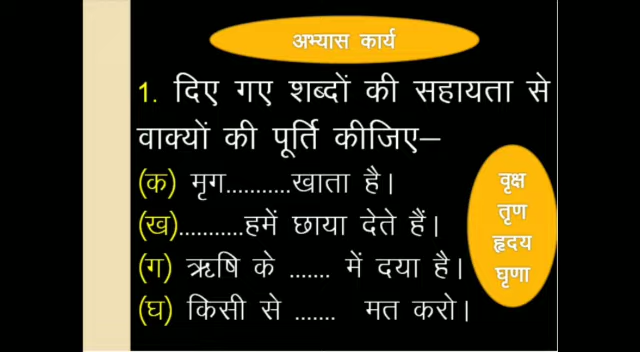 अभ्यास कार्य
1. दिए गए शब्दों की सहायता से
वाक्यों की पूर्ति कीजिए–
(क) मृग...........खाता है।
(ख)...........हमें छाया देते हैं।
(ग) ऋषि के ....... में दया है।
(घ) किसी से ....... मत करो।
वृक्ष
तृण
हृदय
घृणा